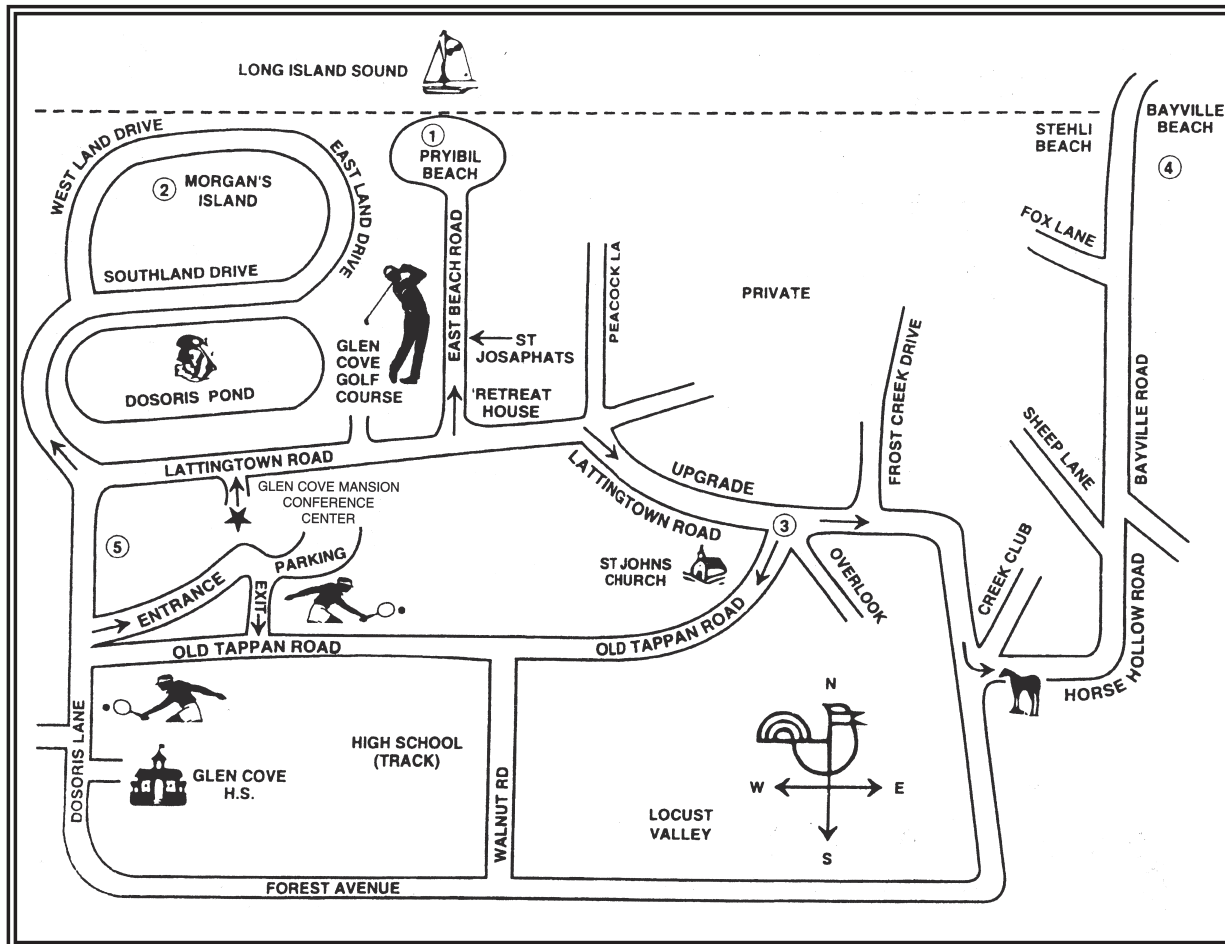 LONG ISLAND SOUND
WEST LAND DRIVE
EAST LAND DRIVE
1
PRYIBIL
BEACH
STEHLI
BEACH
BAYVILLE
BEACH
4
2
MORGAN'S
ISLAND
FOX LANE
SOUTHLAND DRIVE
EAST BEACH ROAD
PEACOCK LA
PRIVATE
GLEN
COVE
GOLF
COURSE
ST
JOSAPHATS
'RETREAT
HOUSE
DOSORIS POND
FROST CREEK DRIVE
SHEEP LANE
BAYVILLE ROAD
LATTINGTOWN ROAD
GLEN COVE MANSION
CONFERENCE
CENTER
LATTINGTOWN ROAD
UPGRADE
3
5
ENTRANCE
PARKING
EXIT
ST JOHNS
CHURCH
OVERLOOK
CREEK CLUB
OLD TAPPAN ROAD
OLD TAPPAN ROAD
HORSE HOLLOW ROAD
DOSORIS LANE
HIGH SCHOOL
(TRACK)
GLEN COVE
H.S.
WALNUT RD
LOCUST
VALLEY
N
W
E
S
FOREST AVENUE